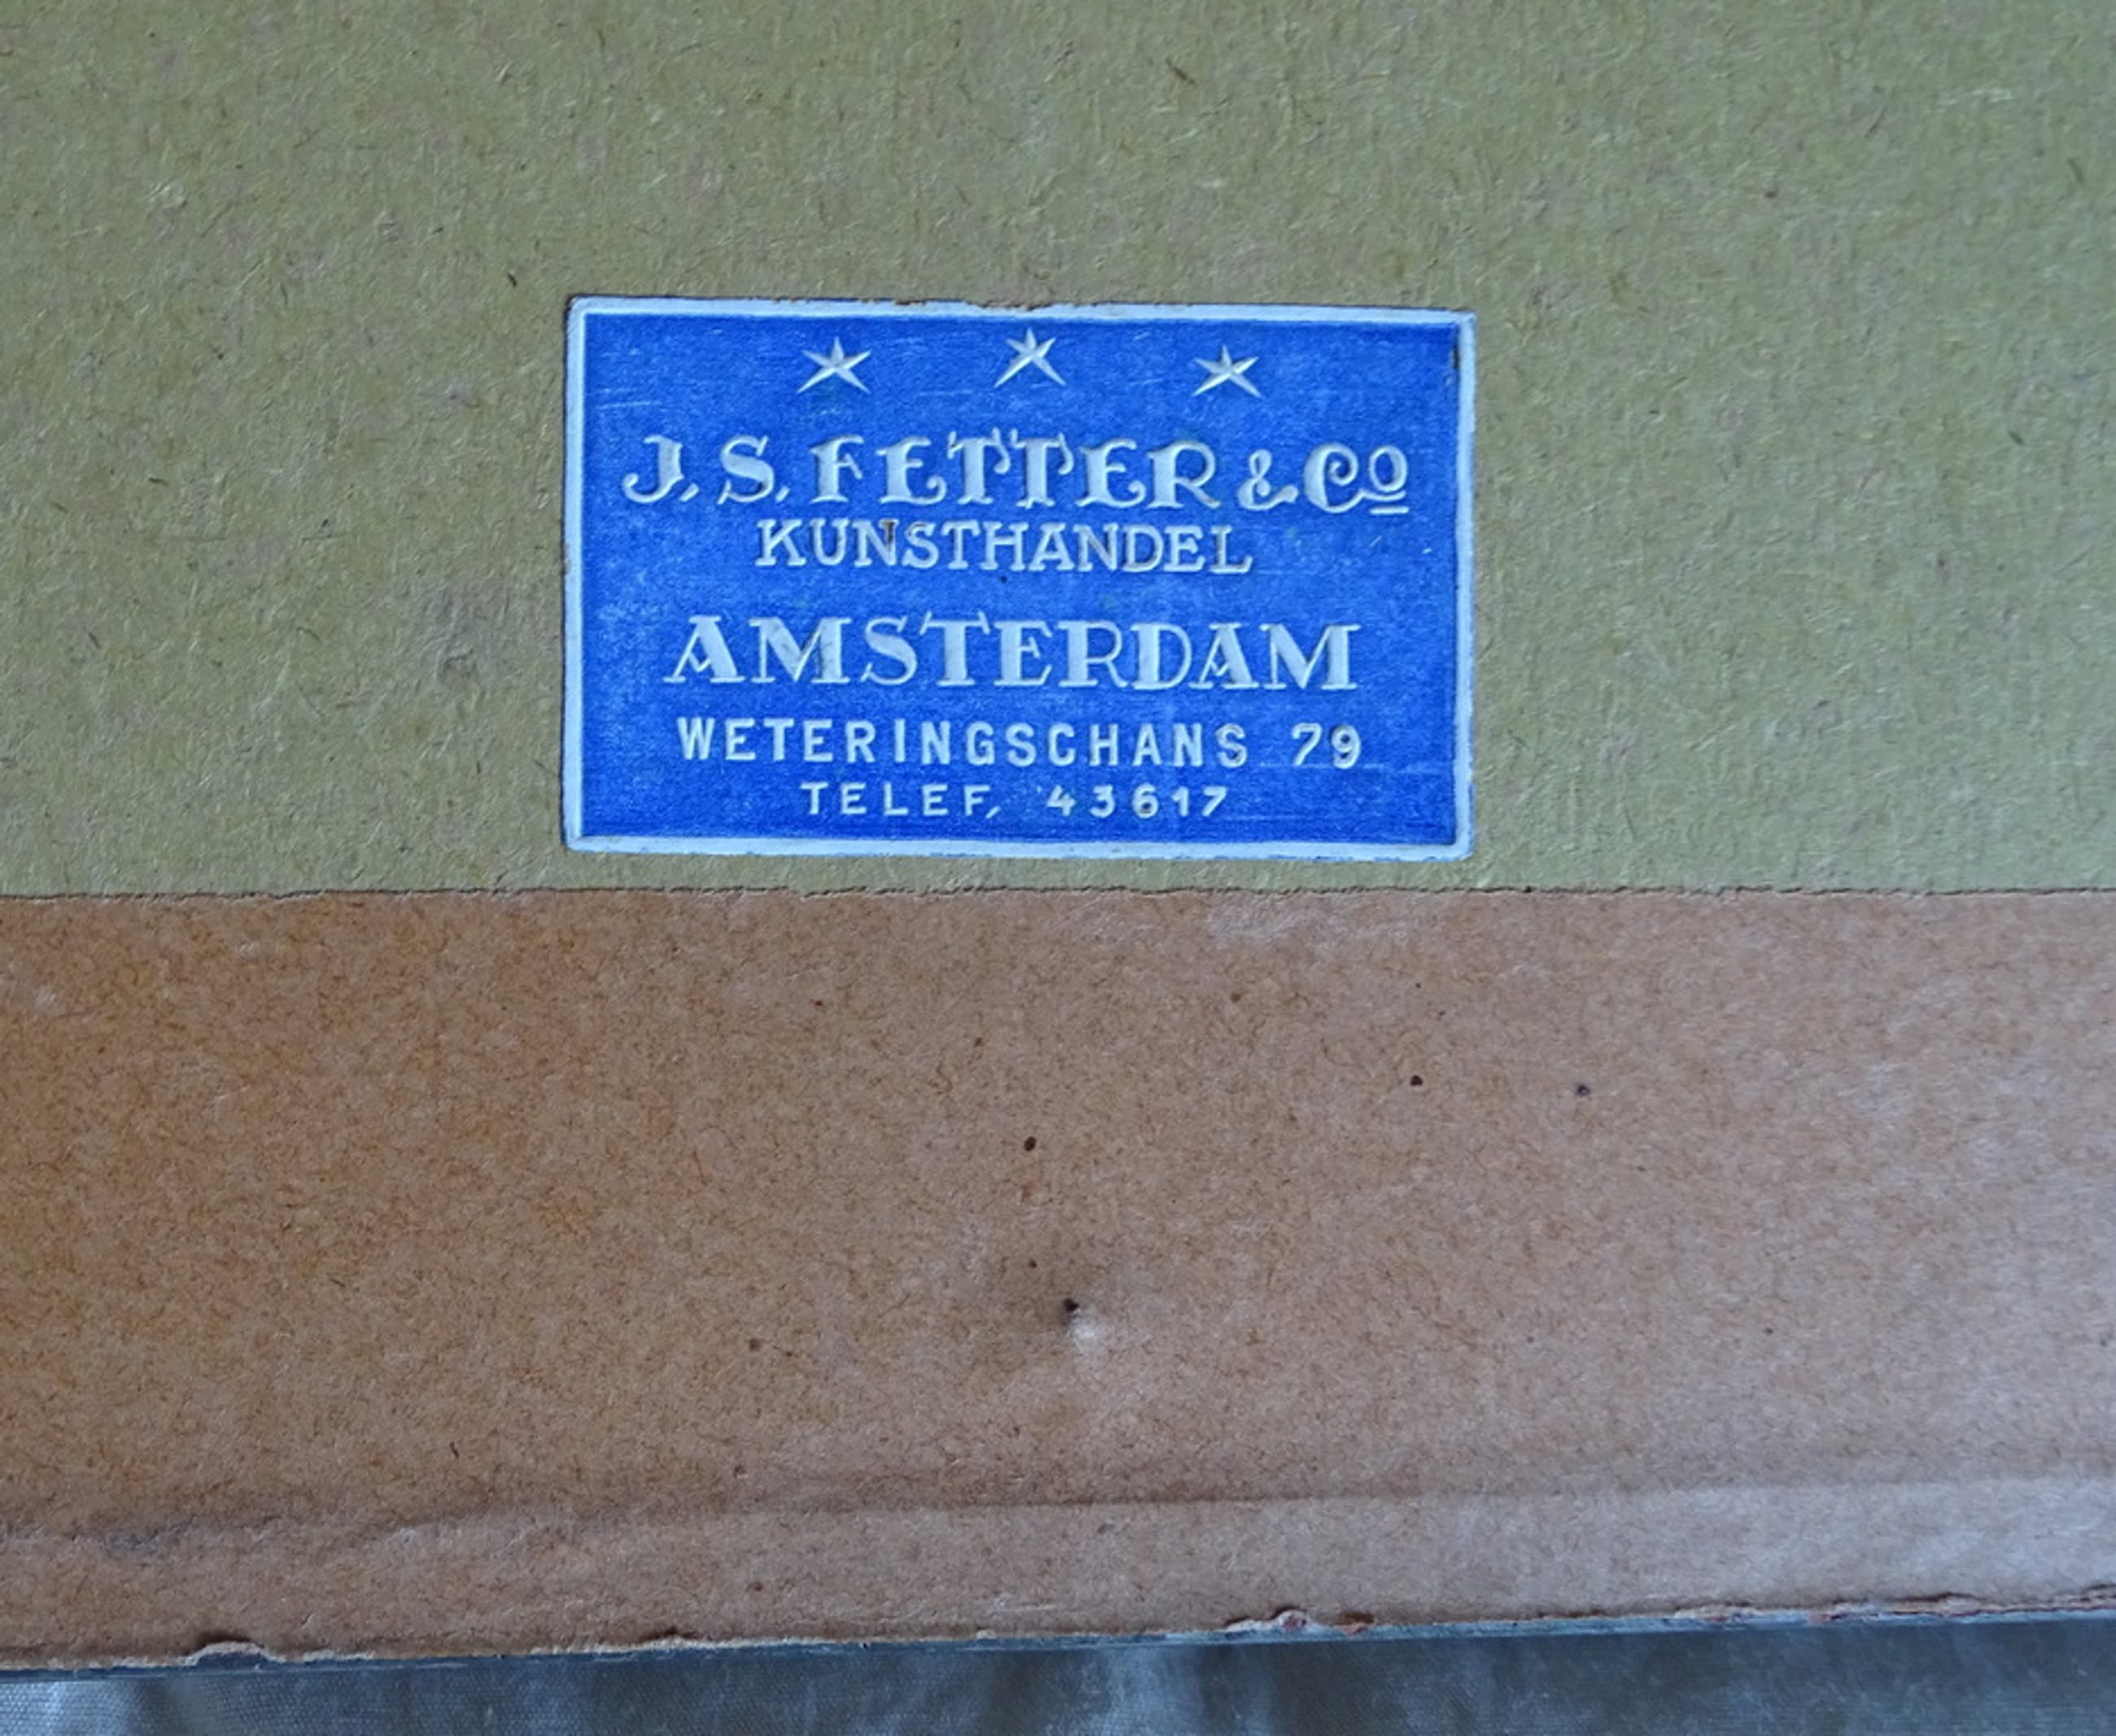 J. S. FETTER & Co
KUNSTHANDEL
AMSTERDAM
WETERINGSCHANS 79
TELEF, 43617